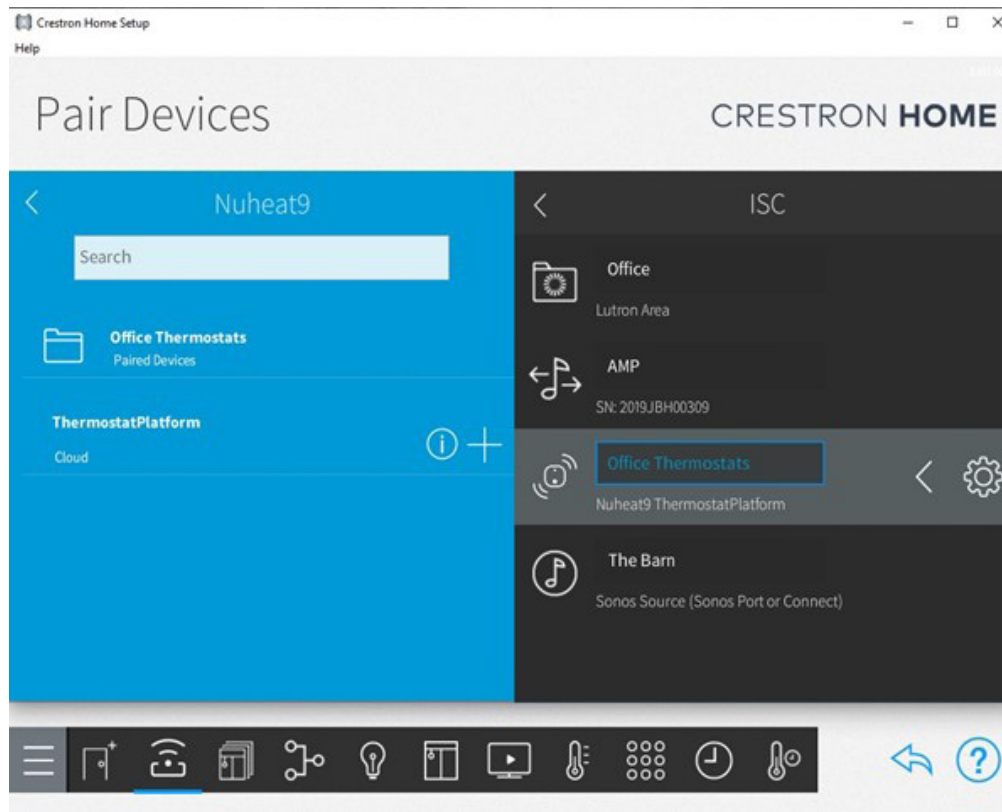 Crestron Home Setup
Help
Pair Devices
CRESTRON HOME
Nuheat9
Search
Office Thermostats
Paired Devices
ThermostatPlatform
Cloud
ISC
Office
Lutron Area
AMP
SN: 2019JBH00309
Office Thermostats
Nuheat9 ThermostatPlatform
The Barn
Sonos Source (Sonos Port or Connect)